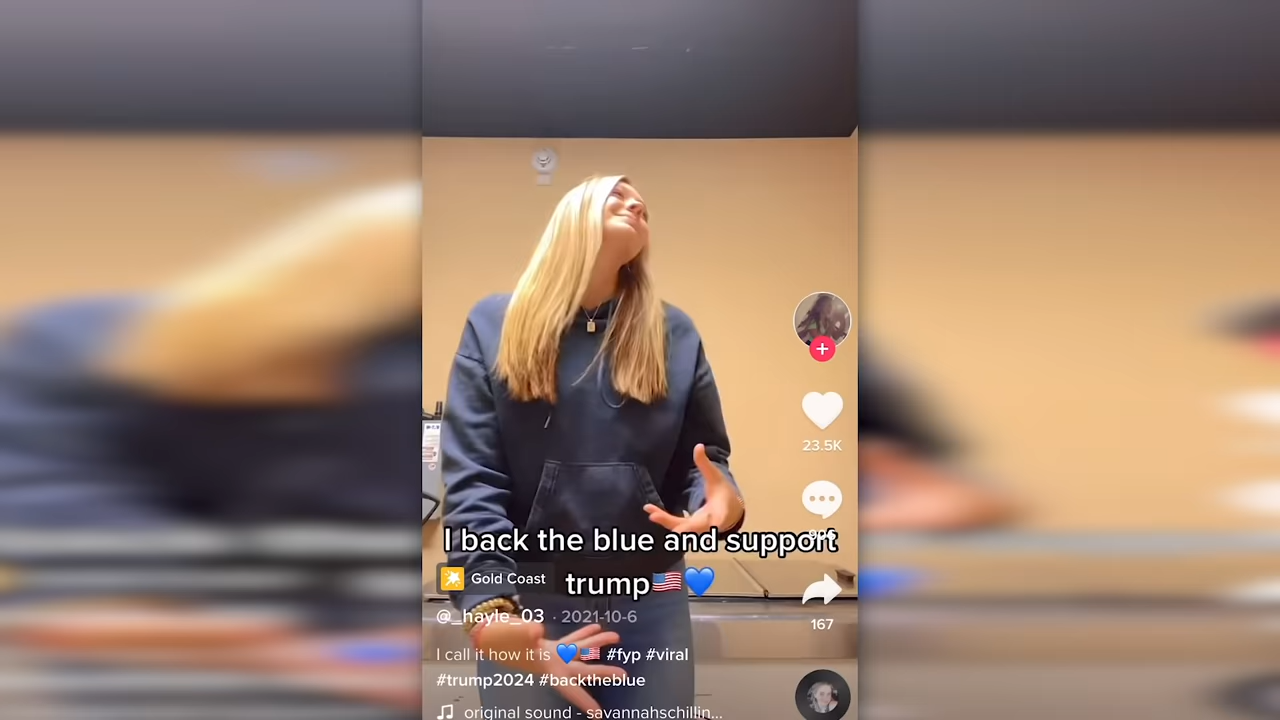 23.5K
906
I back the blue and support
trump🇺🇸💙
Gold Coast
167
@_hayle_03 · 2021-10-6
I call it how it is 💙🇺🇸 #fyp #viral
#trump2024 #backtheblue
original sound - savannahschillin...